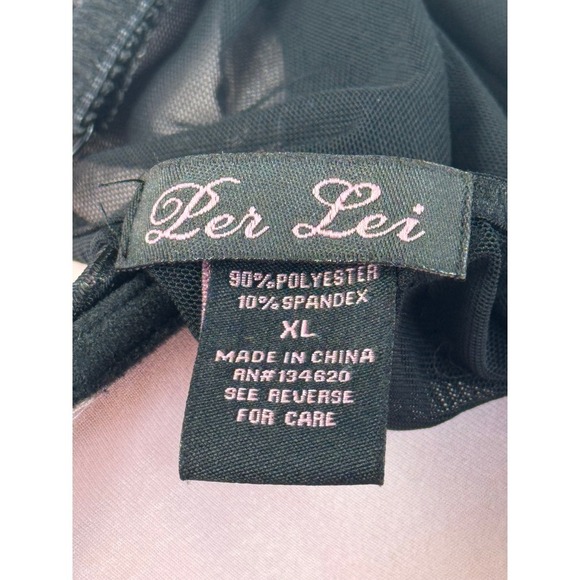 Per Lei
90%POLYESTER
10%SPANDEX
XL
MADE IN CHINA
RN#134620
SEE REVERSE
FOR CARE